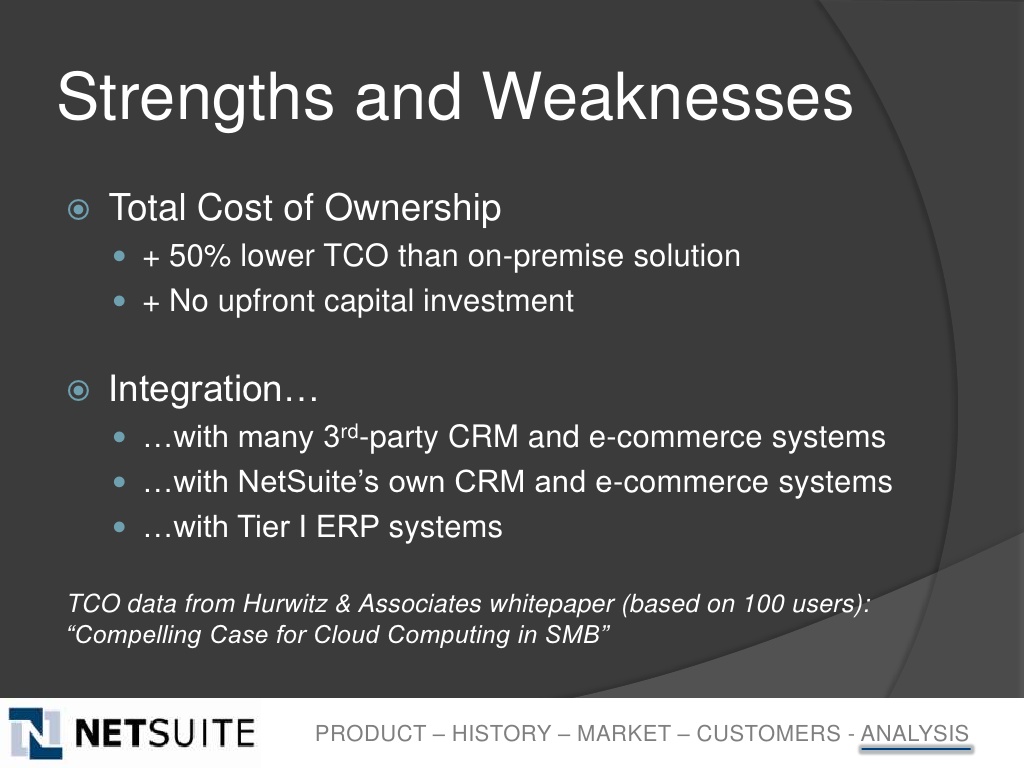 Strengths and Weaknesses
Total Cost of Ownership
+ 50% lower TCO than on-premise solution
+ No upfront capital investment
Integration…
…with many 3rd-party CRM and e-commerce systems
…with NetSuite’s own CRM and e-commerce systems
…with Tier I ERP systems
TCO data from Hurwitz & Associates whitepaper (based on 100 users):
“Compelling Case for Cloud Computing in SMB”
NETSUITE
PRODUCT – HISTORY – MARKET – CUSTOMERS - ANALYSIS